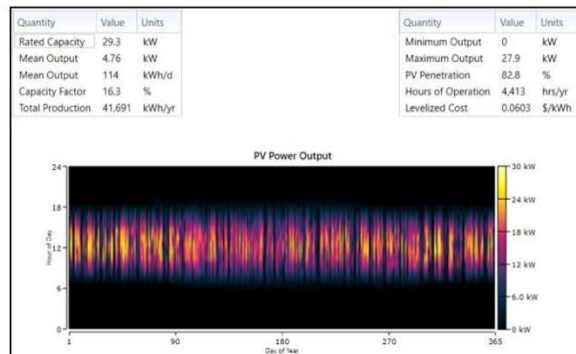 Quantity Value Units
Rated Capacity 29.3 kW
Mean Output 4.76 kW
Mean Output 114 kWh/d
Capacity Factor 16.3 %
Total Production 41,691 kWh/yr
Quantity Value Units
Minimum Output 0 kW
Maximum Output 27.9 kW
PV Penetration 82.8 %
Hours of Operation 4,413 hrs/yr
Levelized Cost 0.0603 $/kWh
PV Power Output
Hour of Day
24
18
12
6
0
1 90 180 270 365
Day of Year
30 kW
24 kW
18 kW
12 kW
6.0 kW
0 kW